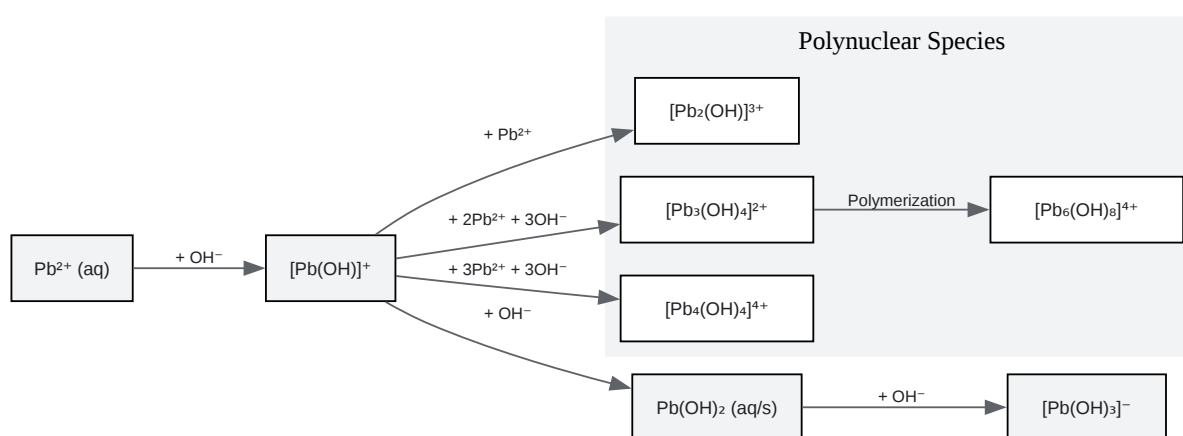 Polynuclear Species
[Pb₂(OH)]³⁺
+ Pb²⁺
[Pb₃(OH)₄]²⁺
Polymerization
[Pb₆(OH)₈]⁴⁺
+ 2Pb²⁺ + 3OH⁻
Pb²⁺ (aq)
+ OH⁻
[Pb(OH)]⁺
+ 3Pb²⁺ + 3OH⁻
[Pb₄(OH)₄]⁴⁺
+ OH⁻
Pb(OH)₂ (aq/s)
+ OH⁻
[Pb(OH)₃]⁻